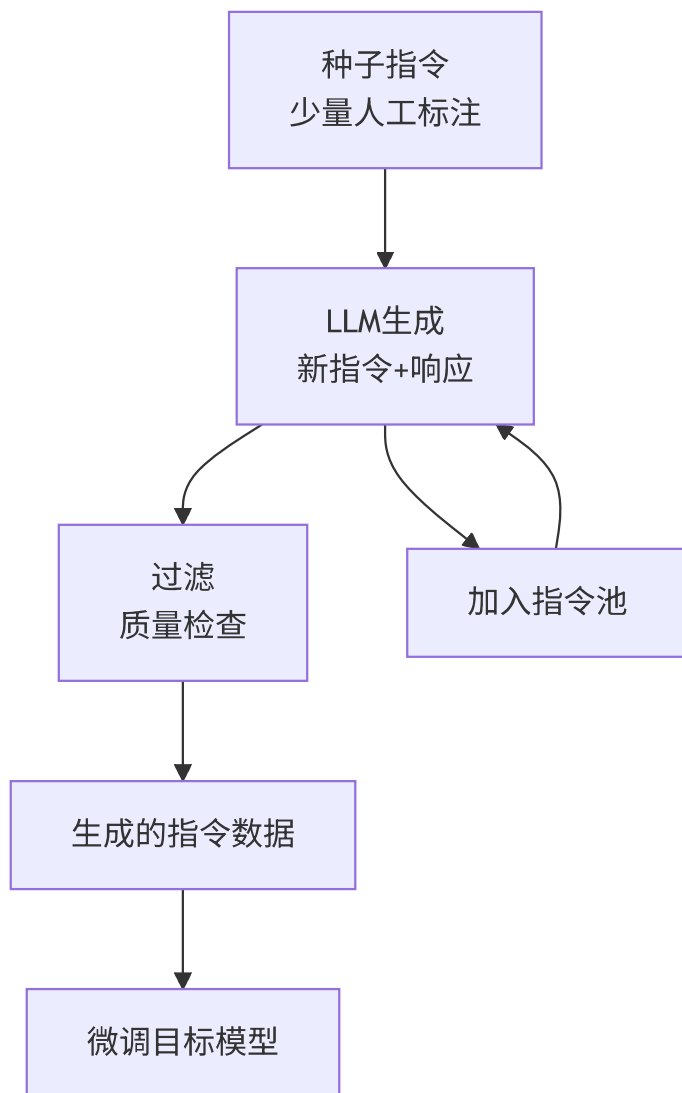 种子指令
少量人工标注
LLM生成
新指令+响应
过滤
质量检查
加入指令池
生成的指令数据
微调目标模型